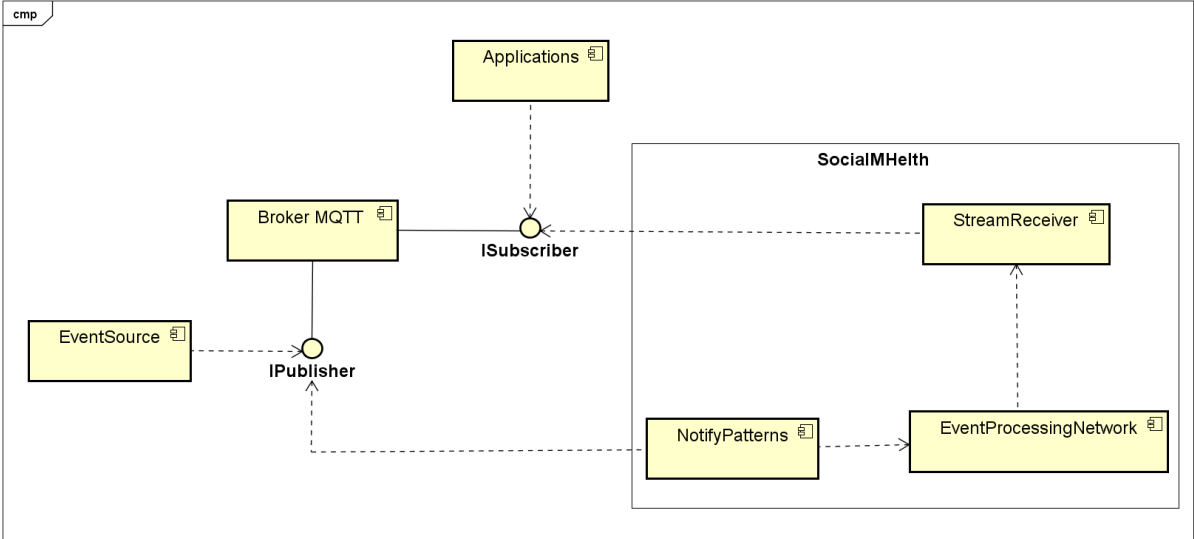 cmp
Applications
SocialMHelth
Broker MQTT
StreamReceiver
ISubscriber
EventSource
IPublisher
NotifyPatterns
EventProcessingNetwork